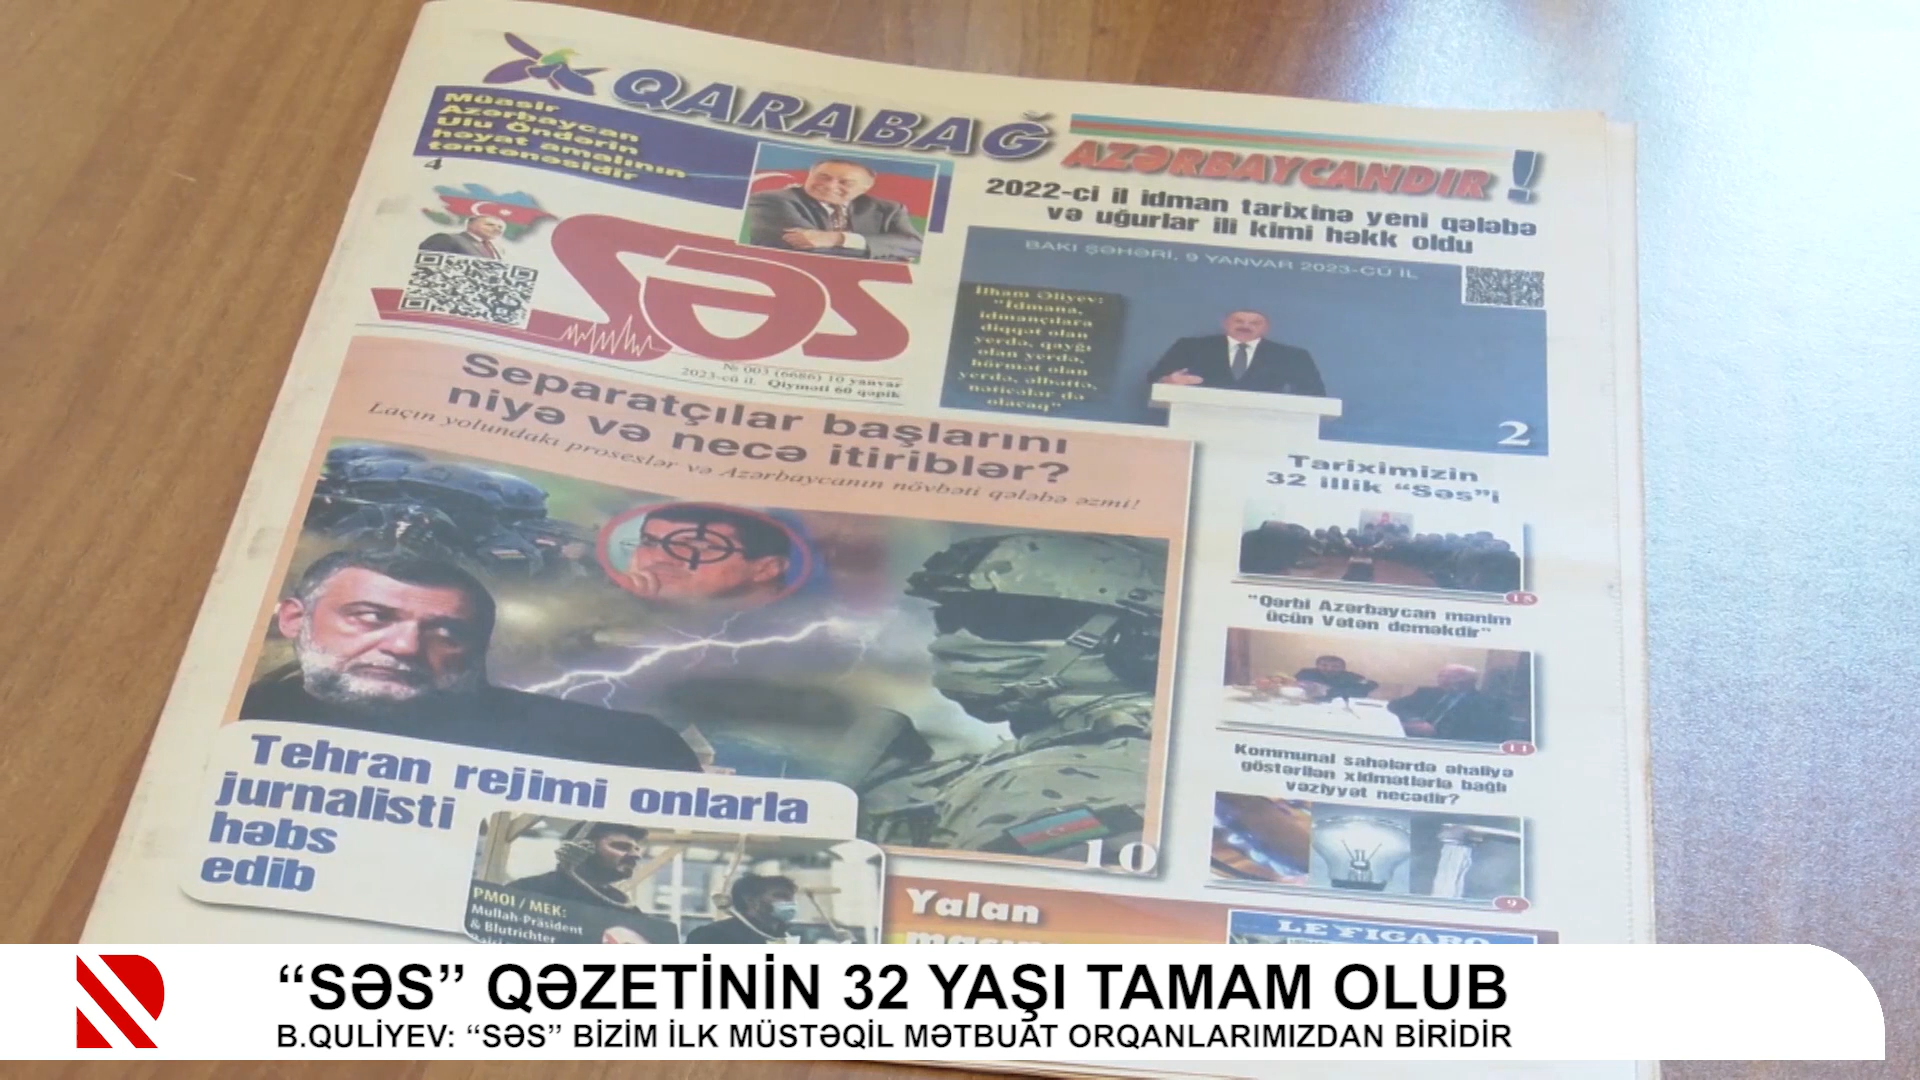 QARABAĞ
AZƏRBAYCANDIR!
Müasir
Azərbaycan
Ulu Öndərin
həyat amalının
təntənəsidir
4
SƏS
№ 003 (6686) 10 yanvar
2023-cü il. Qiyməti 60 qəpik
2022-ci il idman tarixinə yeni qələbə
və uğurlar ili kimi həkk oldu
BAKI ŞƏHƏRİ, 9 YANVAR 2023-CÜ İL
İlham Əliyev:
"İdmana,
idmançılara
diqqət olan
yerdə, qayğı
olan yerdə,
hörmət olan
yerdə, əlbəttə,
nəticələr də
olacaq"
2
Separatçılar başlarını
niyə və necə itiriblər?
Laçın yolundakı proseslər və Azərbaycanın növbəti qələbə əzmi!
10
Tariximizin
32 illik "Səs"i
15
"Qərbi Azərbaycan mənim
üçün Vətən deməkdir"
11
Kommunal sahələrdə əhaliyə
göstərilən xidmətlərlə bağlı
vəziyyət necədir?
9
Tehran rejimi onlarla
jurnalisti
həbs
edib
PMOI / MEK:
Mullah-Präsident
& Blutrichter
Yalan
LE FIGARO
“SƏS” QƏZETİNİN 32 YAŞI TAMAM OLUB
B.QULİYEV: “SƏS” BİZİM İLK MÜSTƏQİL MƏTBUAT ORQANLARIMIZDAN BİRİDİR